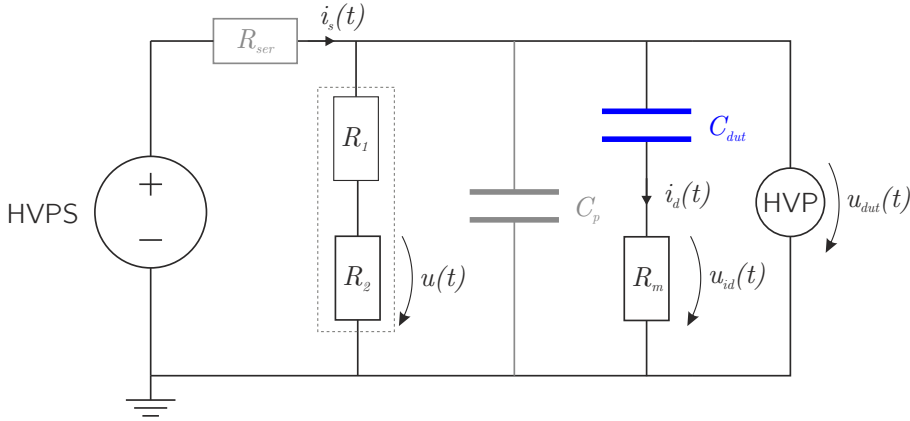 i_s(t)
R_ser
R_1
C_dut
HVPS
+
−
C_p
i_d(t)
HVP
u_dut(t)
R_2
u(t)
R_m
u_id(t)